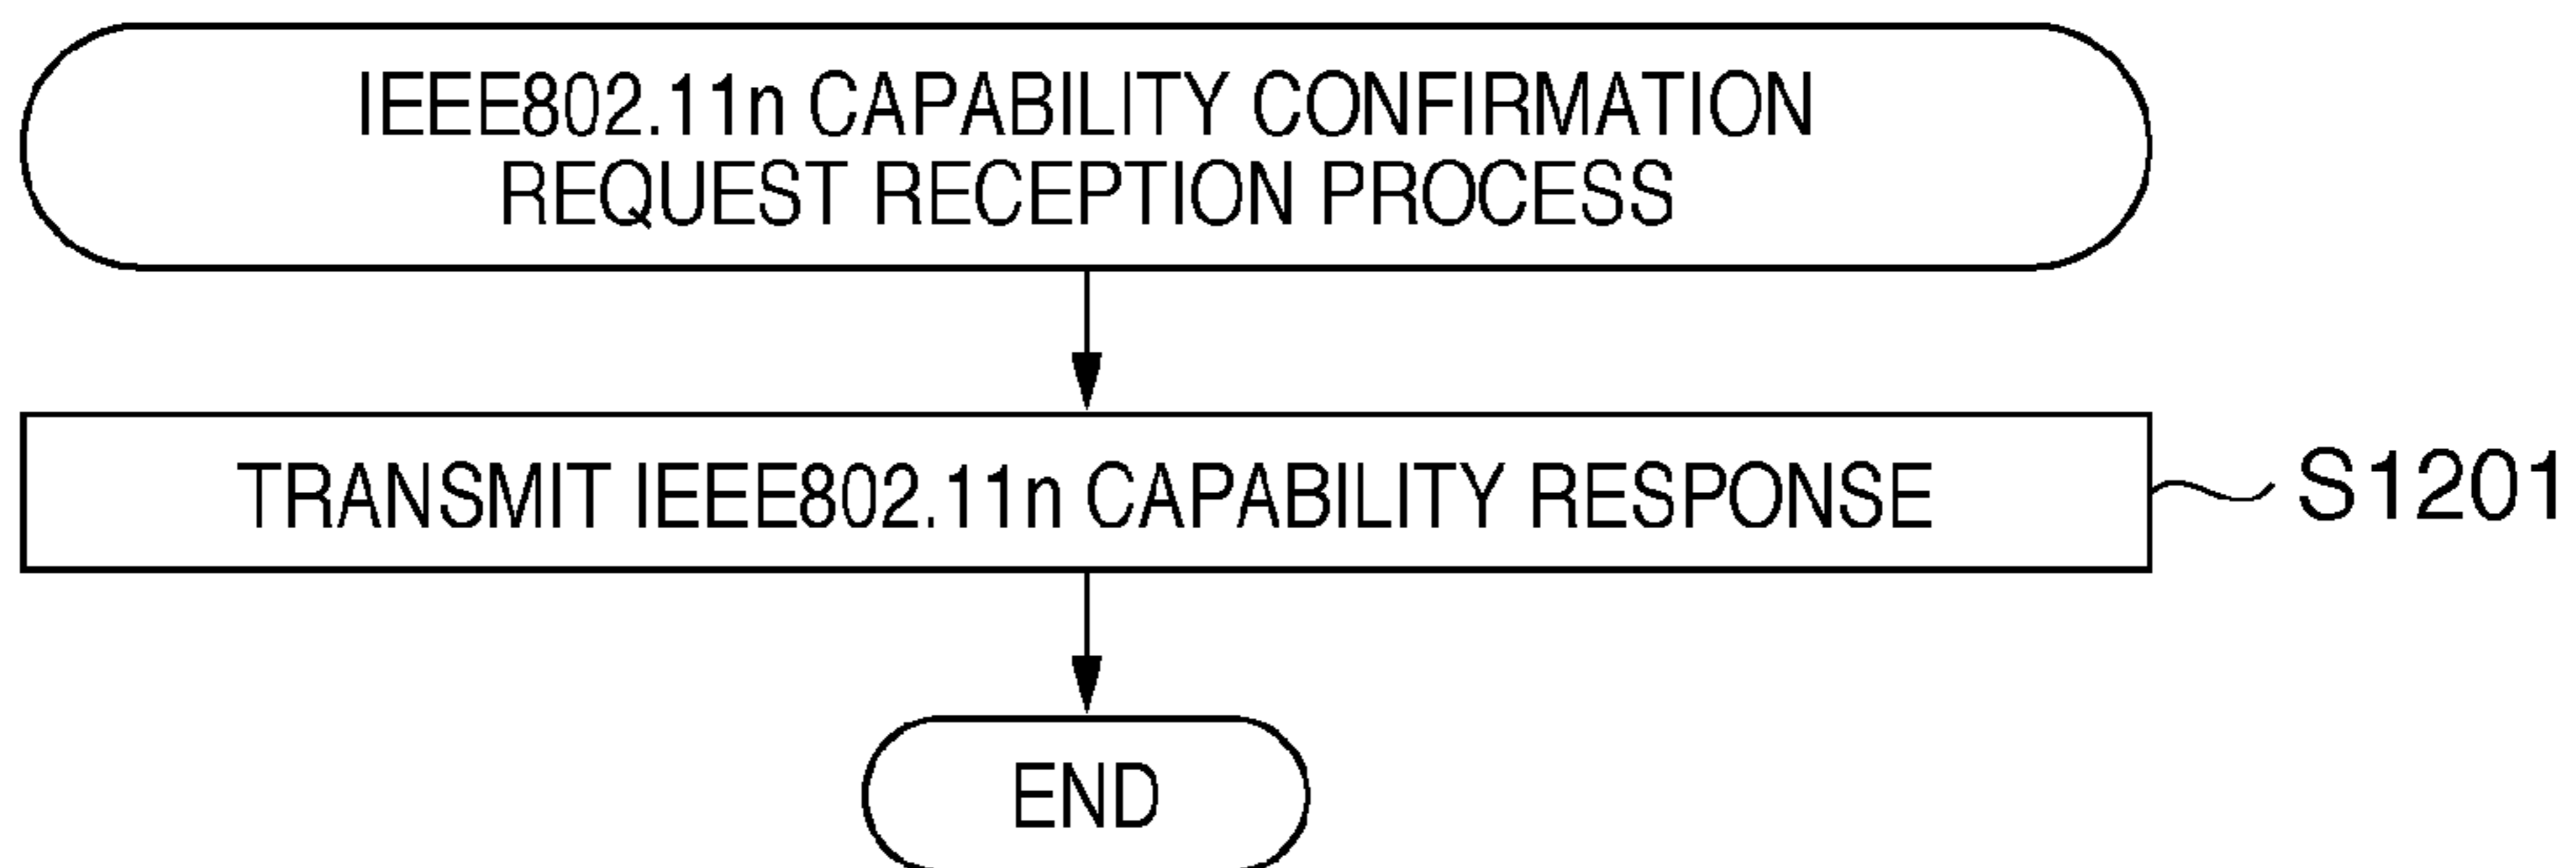 IEEE802.11n CAPABILITY CONFIRMATION
REQUEST RECEPTION PROCESS
TRANSMIT IEEE802.11n CAPABILITY RESPONSE
S1201
END